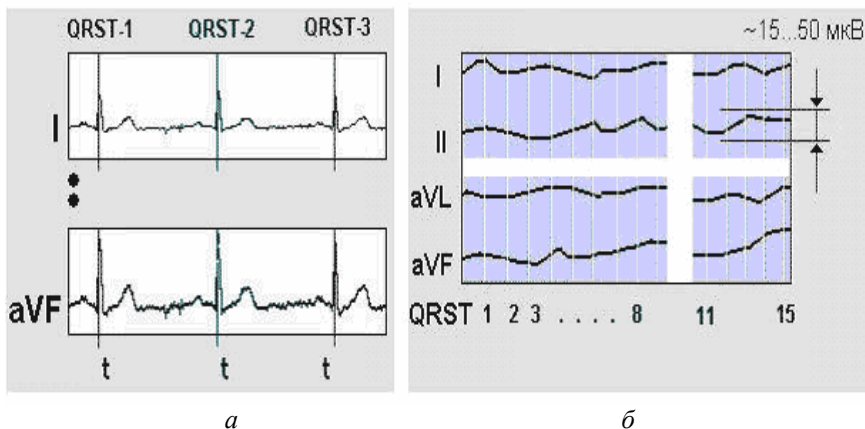 QRST-1 QRST-2 QRST-3
I
aVF
t t t
а
~15...50 мкВ
I
II
aVL
aVF
QRST 1 2 3 . . . . 8 11 15
б